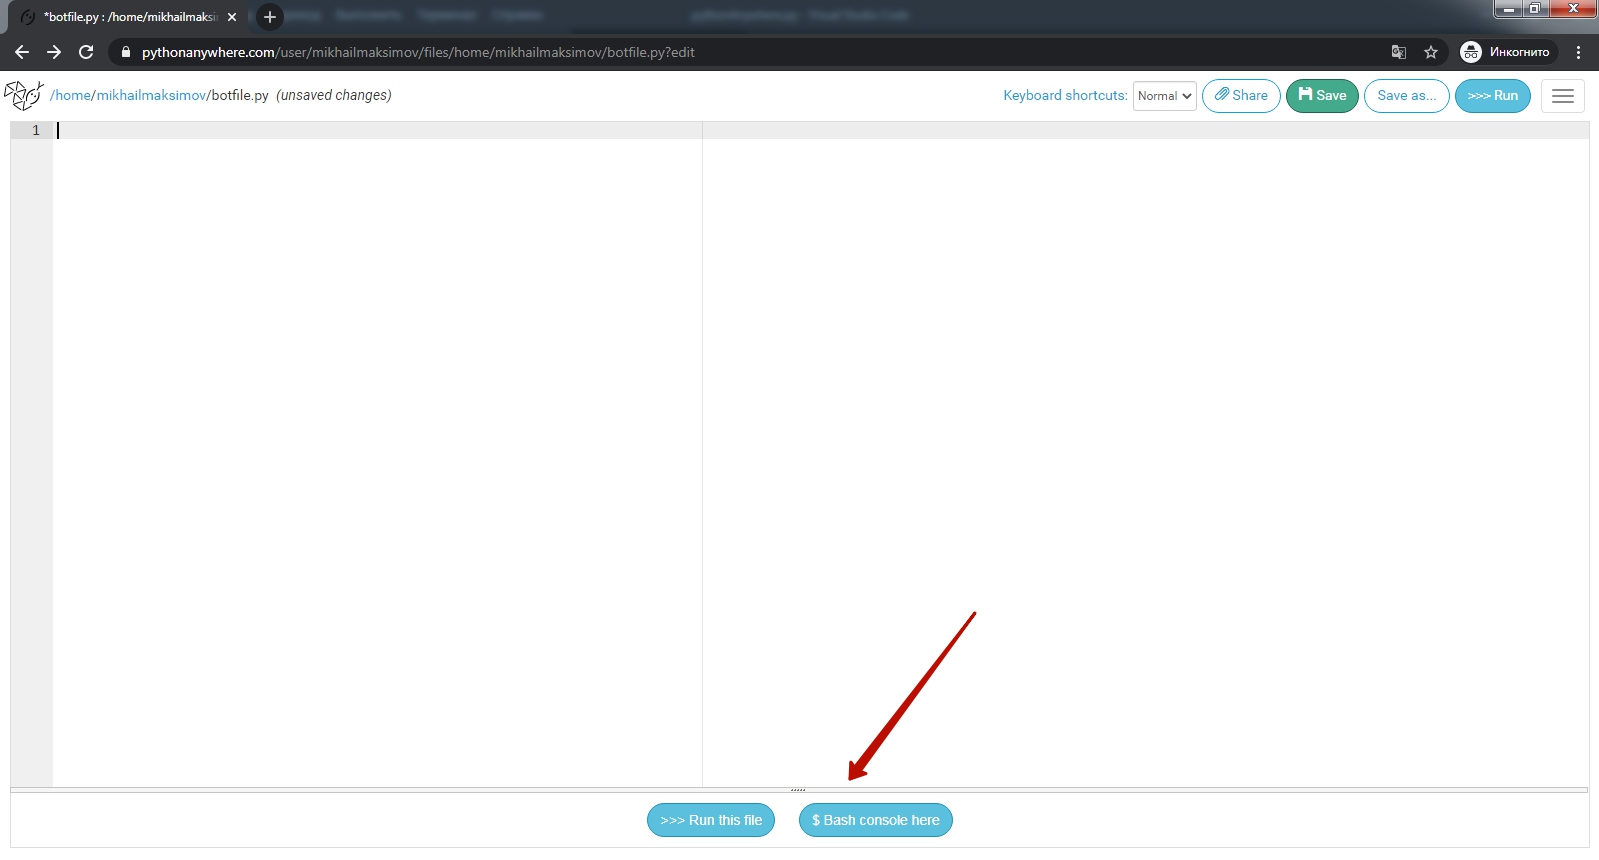 *botfile.py : /home/mikhailmaksi
pythonanywhere.com/user/mikhailmaksimov/files/home/mikhailmaksimov/botfile.py?edit
Инкогнито
/home/mikhailmaksimov/botfile.py (unsaved changes)
Keyboard shortcuts: Normal Share Save Save as... >>> Run
1
>>> Run this file $ Bash console here